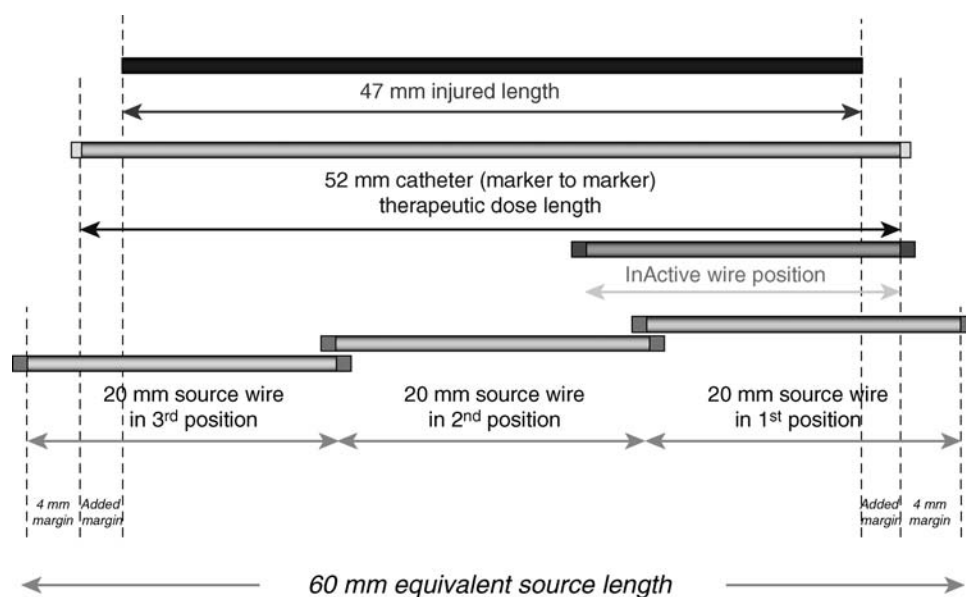 47 mm injured length
52 mm catheter (marker to marker)
therapeutic dose length
InActive wire position
20 mm source wire
in 3rd position
20 mm source wire
in 2nd position
20 mm source wire
in 1st position
4 mm
margin
Added
margin
Added
margin
4 mm
margin
60 mm equivalent source length